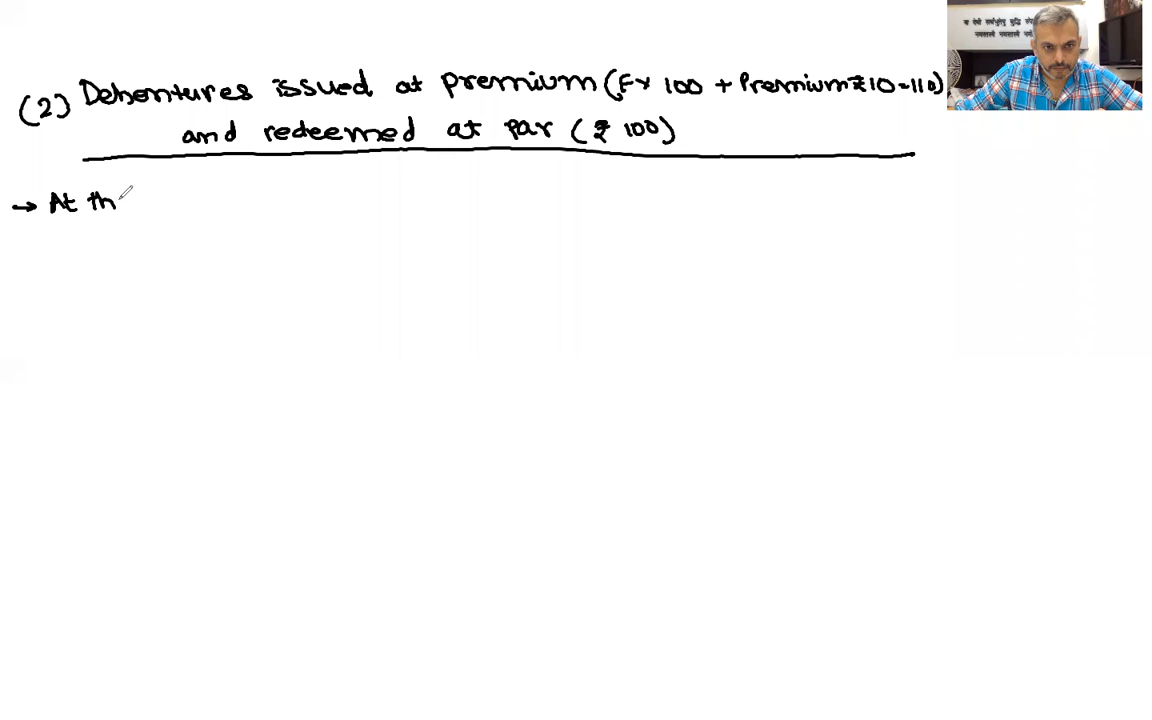 (2) Debentures issued at premium (F.V 100 + Premium ₹10 = 110)
and redeemed at par (₹ 100)
→ At th